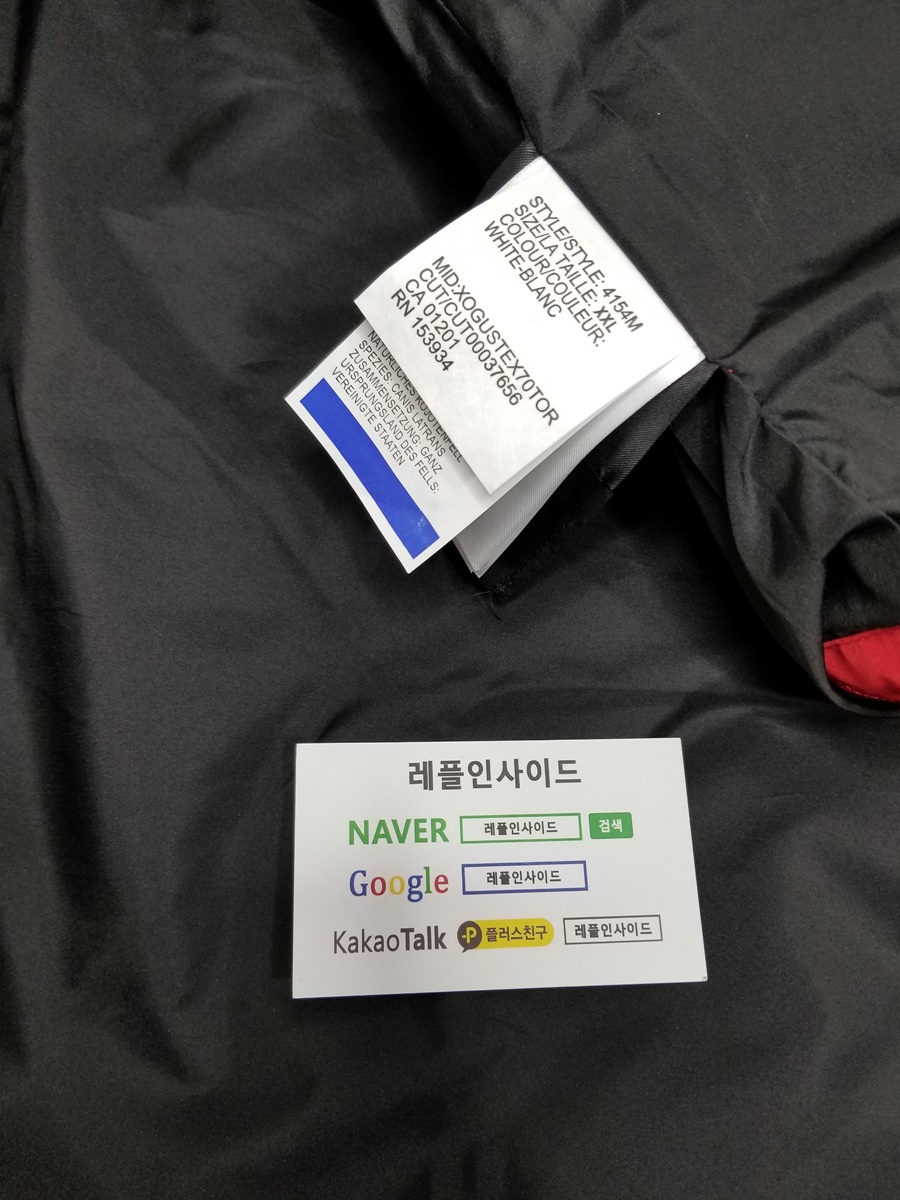 STYLE/STYLE: 4154M
SIZE/LA TAILLE: XXL
COLOUR/COULEUR:
WHITE-BLANC
MID:XOGUSTEX70TOR
CUT/CUT00037656
CA 01201
RN 153934
NATÜRLICHES KOJOTENFELL
SPEZIES: CANIS LATRANS
ZUSAMMENSETZUNG: GANZ
URSPRUNGSLAND DES FELLS:
VEREINIGTE STAATEN
레플인사이드
NAVER 레플인사이드 검색
Google 레플인사이드
KakaoTalk 플러스친구 레플인사이드